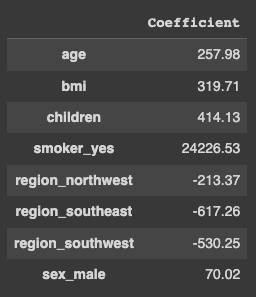 Coefficient
age 257.98
bmi 319.71
children 414.13
smoker_yes 24226.53
region_northwest -213.37
region_southeast -617.26
region_southwest -530.25
sex_male 70.02